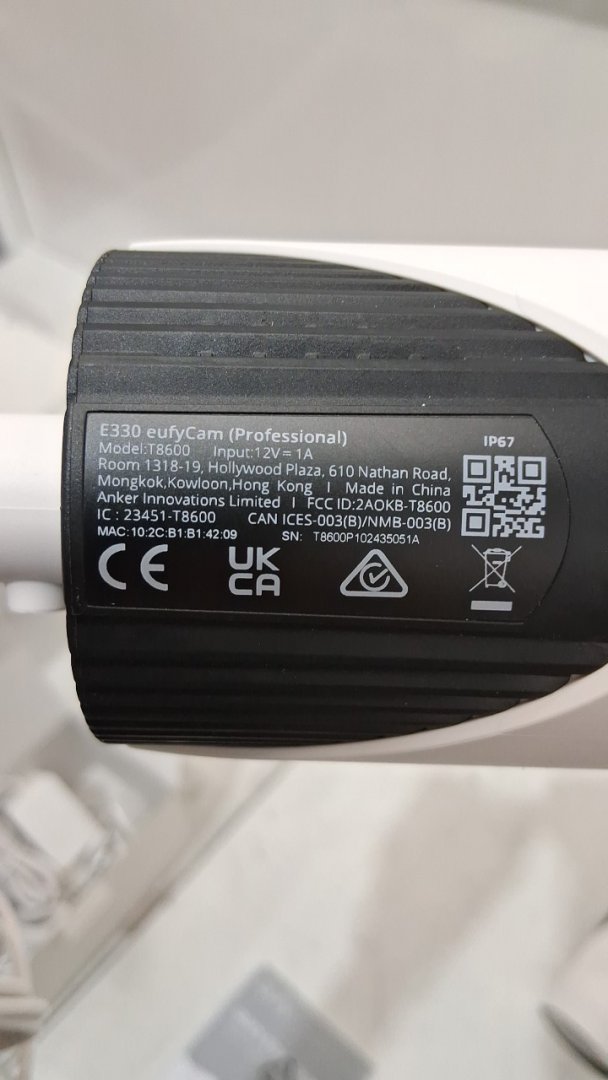 E330 eufyCam (Professional)
Model:T8600 Input:12V⎓1A
IP67
Room 1318-19, Hollywood Plaza, 610 Nathan Road,
Mongkok,Kowloon,Hong Kong | Made in China
Anker Innovations Limited | FCC ID:2AOKB-T8600
IC : 23451-T8600 CAN ICES-003(B)/NMB-003(B)
MAC:10:2C:B1:B1:42:09 SN: T8600P102435051A
CE
UK
CA